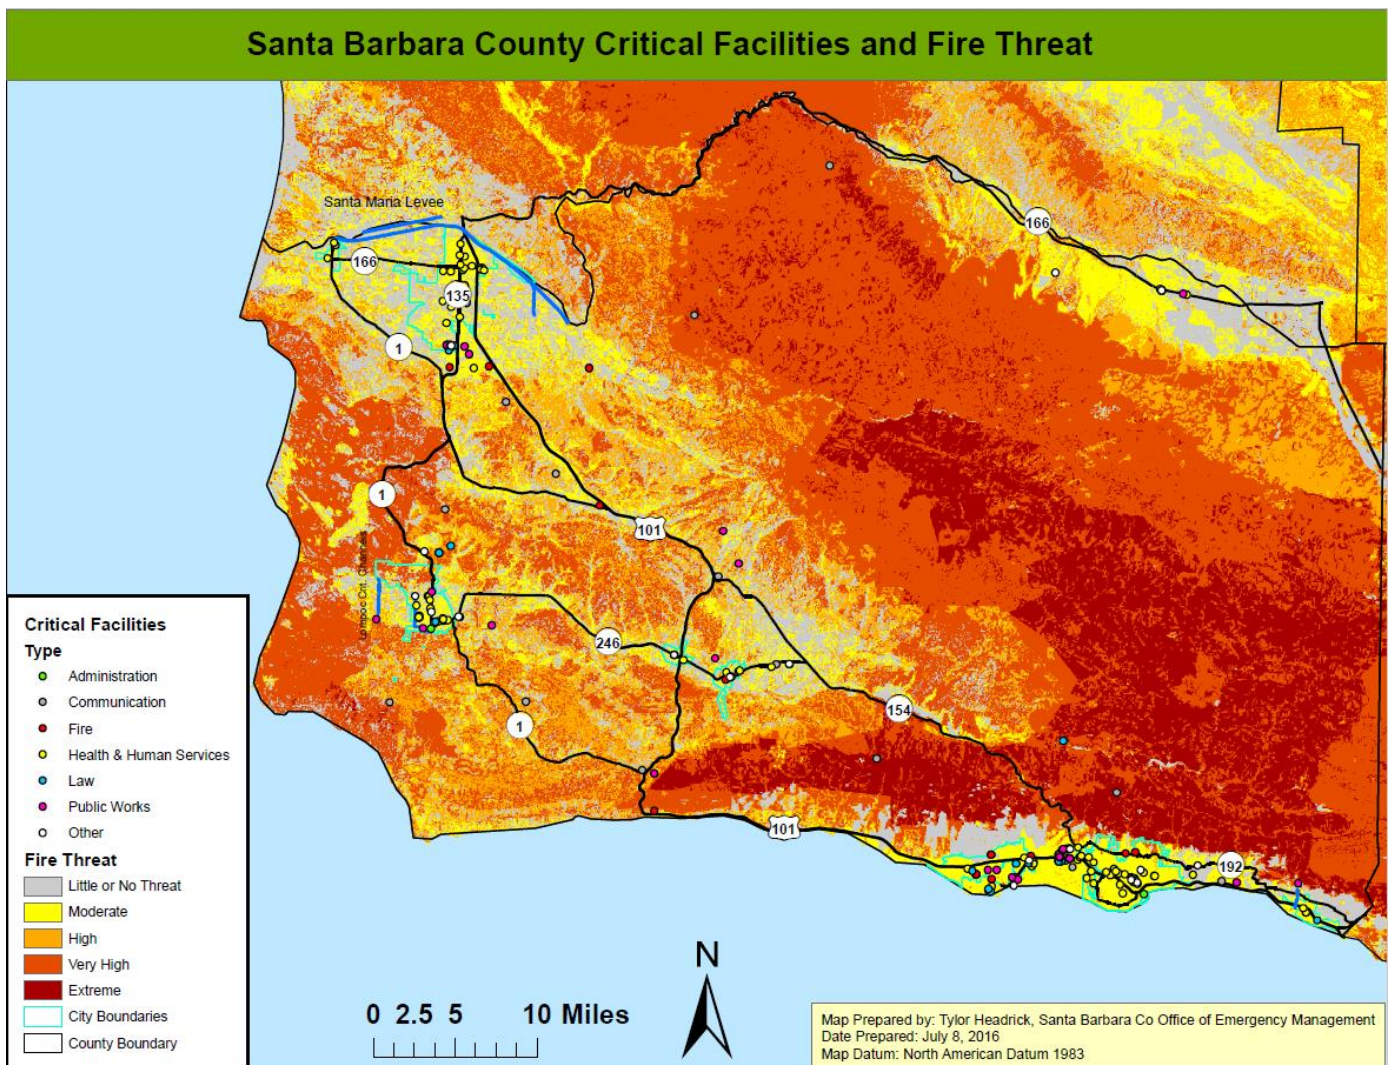 Santa Barbara County Critical Facilities and Fire Threat
Santa Maria Levee
166
166
135
1
1
101
Lompoc Cnt. Channels
246
154
1
101
192
Critical Facilities
Type
Administration
Communication
Fire
Health & Human Services
Law
Public Works
Other
Fire Threat
Little or No Threat
Moderate
High
Very High
Extreme
City Boundaries
County Boundary
N
0 2.5 5 10 Miles
Map Prepared by: Tylor Headrick, Santa Barbara Co Office of Emergency Management
Date Prepared: July 8, 2016
Map Datum: North American Datum 1983